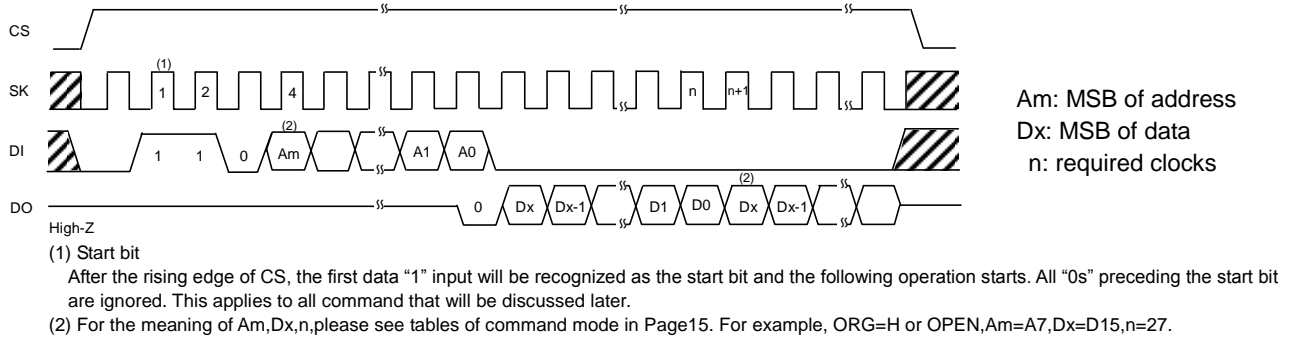 CS
(1)
SK 1 2 4 n n+1
Am: MSB of address
Dx: MSB of data
n: required clocks
(2)
DI 1 1 0 Am A1 A0
(2)
DO 0 Dx Dx-1 D1 D0 Dx Dx-1
High-Z
(1) Start bit
After the rising edge of CS, the first data “1” input will be recognized as the start bit and the following operation starts. All “0s” preceding the start bit
are ignored. This applies to all command that will be discussed later.
(2) For the meaning of Am,Dx,n,please see tables of command mode in Page15. For example, ORG=H or OPEN,Am=A7,Dx=D15,n=27.